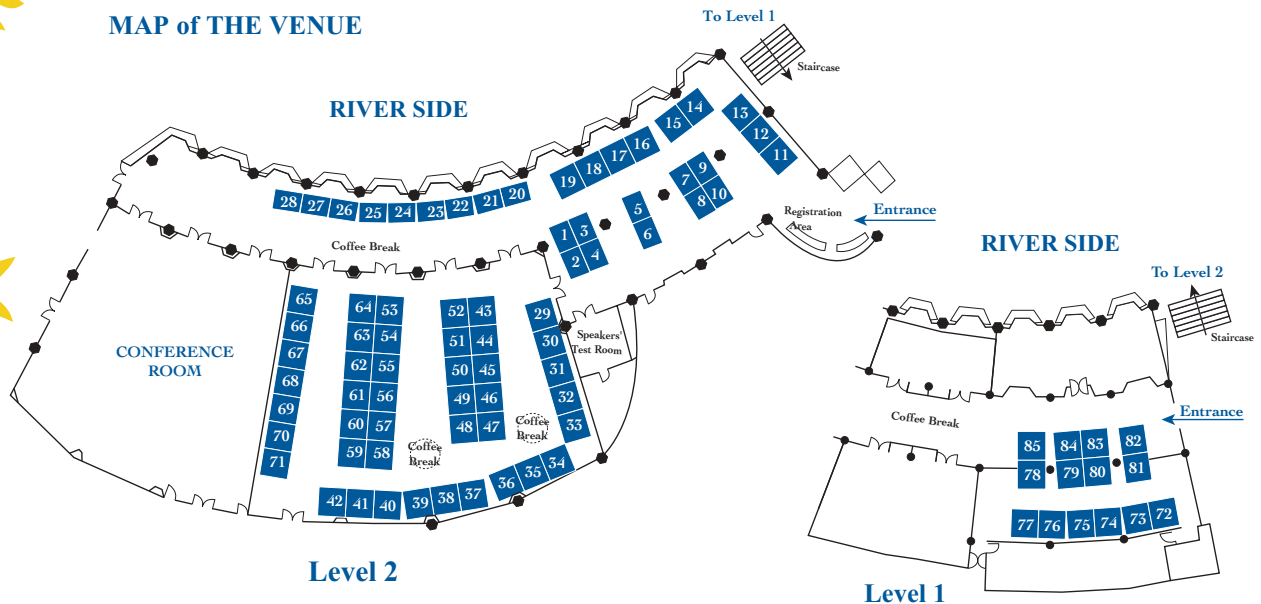 MAP of THE VENUE
To Level 1
Staircase
RIVER SIDE
14
15
13
12
11
16
17
18
19
20
21
22
23
24
25
26
27
28
9
7
10
8
5
6
3
1
4
2
Registration
Area
Entrance
Coffee Break
CONFERENCE
ROOM
65
66
67
68
69
70
71
64 53
63 54
62 55
61 56
60 57
59 58
52 43
51 44
50 45
49 46
48 47
29
30
31
32
33
Speakers'
Test Room
Coffee
Break
Coffee
Break
34
35
36
37
38
39
40
41
42
Level 2
RIVER SIDE
To Level 2
Staircase
Entrance
Coffee Break
85 84 83 82
78 79 80 81
77 76 75 74 73 72
Level 1